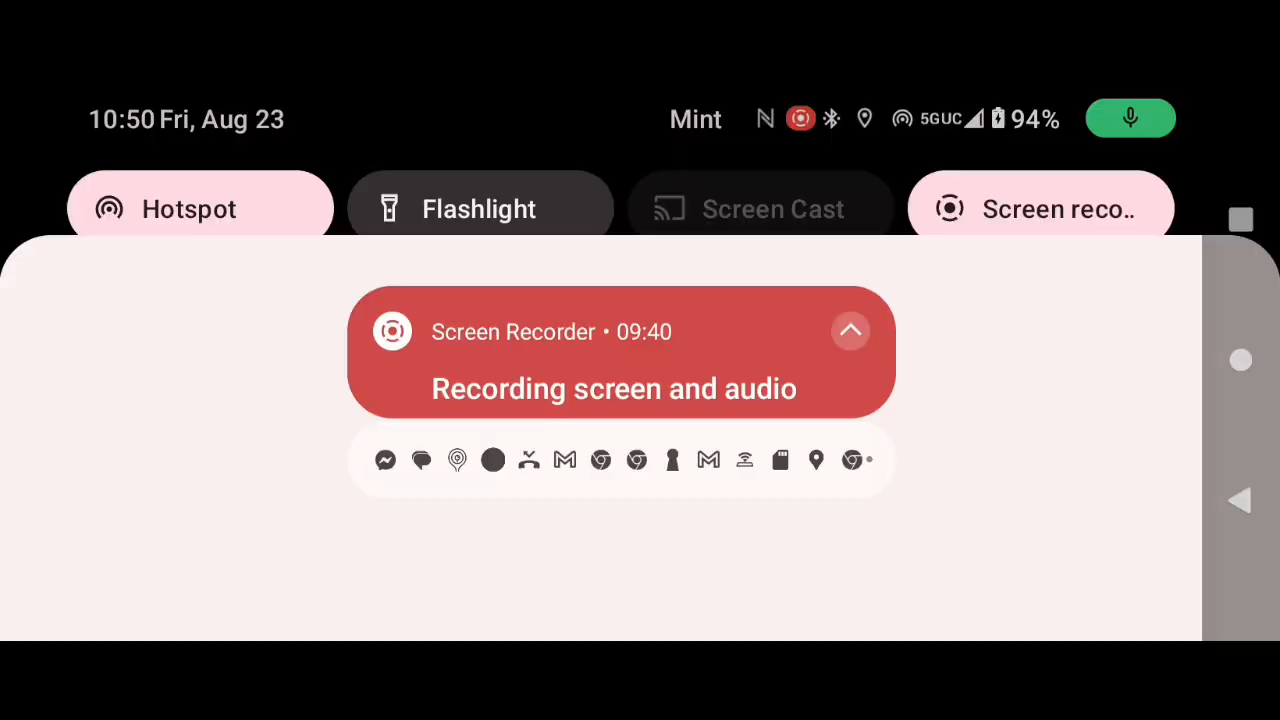 10:50 Fri, Aug 23
Mint 5GUC 94%
Hotspot
Flashlight
Screen Cast
Screen reco..
Screen Recorder • 09:40
Recording screen and audio